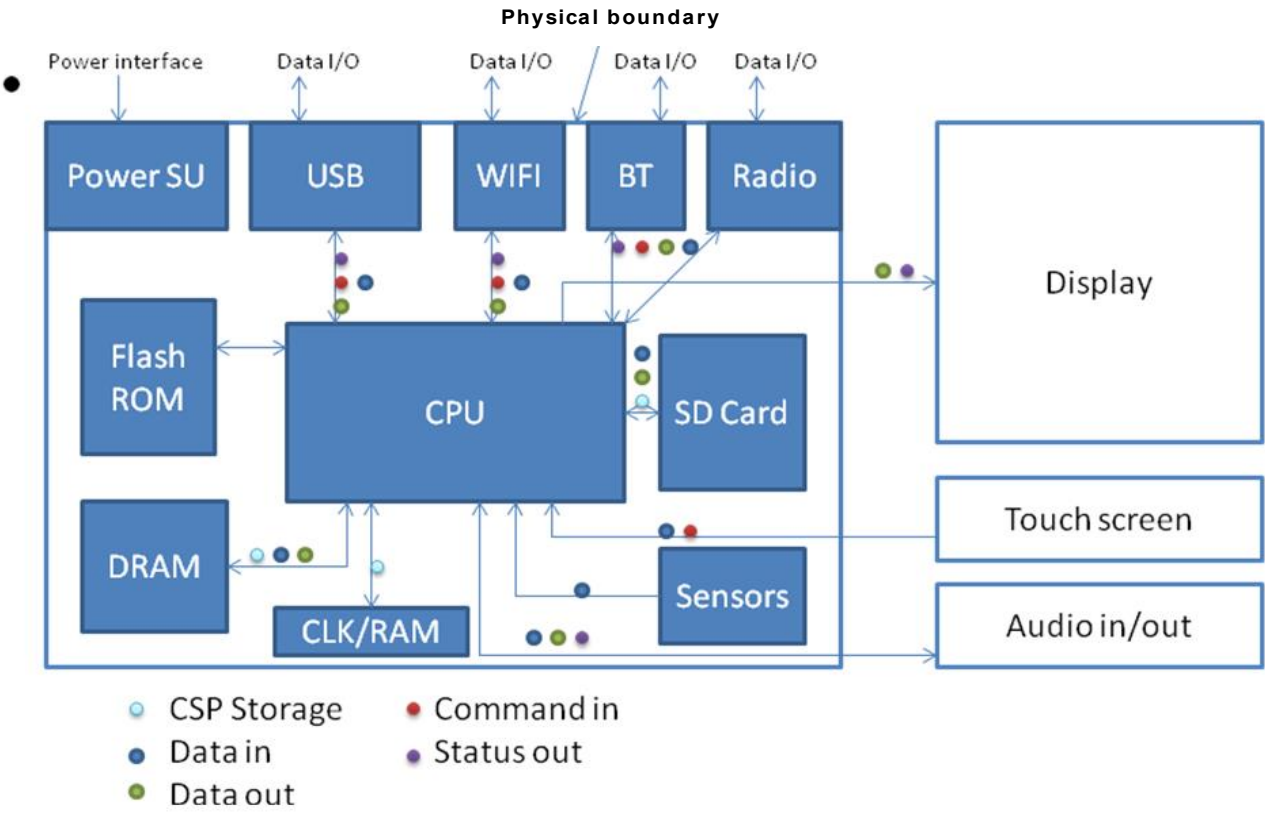 Physical boundary
Power interface
Data I/O
Data I/O
Data I/O
Data I/O
Power SU
USB
WIFI
BT
Radio
Display
Flash
ROM
CPU
SD Card
Touch screen
DRAM
Sensors
CLK/RAM
Audio in/out
CSP Storage
Command in
Data in
Status out
Data out